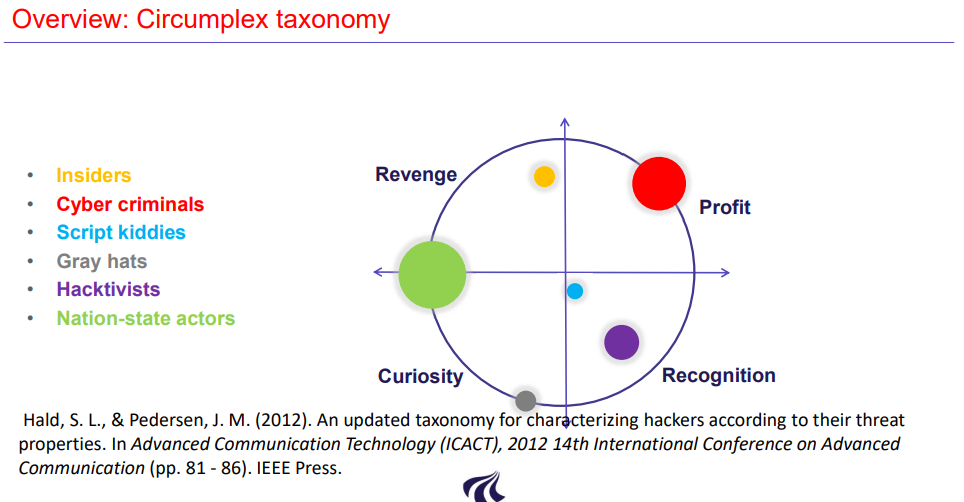 Overview: Circumplex taxonomy
• Insiders
• Cyber criminals
• Script kiddies
• Gray hats
• Hacktivists
• Nation-state actors
Revenge
Profit
Curiosity
Recognition
Hald, S. L., & Pedersen, J. M. (2012). An updated taxonomy for characterizing hackers according to their threat
properties. In Advanced Communication Technology (ICACT), 2012 14th International Conference on Advanced
Communication (pp. 81 - 86). IEEE Press.